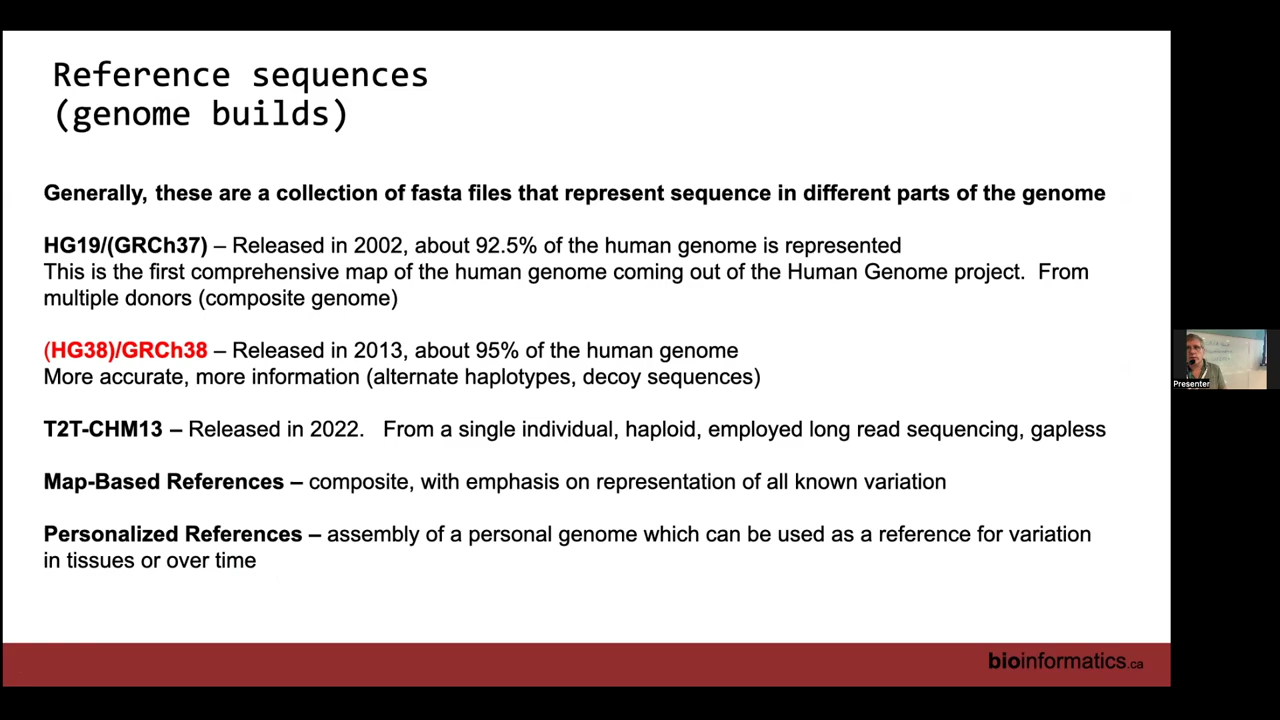 Reference sequences
(genome builds)
Generally, these are a collection of fasta files that represent sequence in different parts of the genome
HG19/(GRCh37) – Released in 2002, about 92.5% of the human genome is represented
This is the first comprehensive map of the human genome coming out of the Human Genome project.  From
multiple donors (composite genome)
(HG38)/GRCh38 – Released in 2013, about 95% of the human genome
More accurate, more information (alternate haplotypes, decoy sequences)
T2T-CHM13 – Released in 2022.   From a single individual, haploid, employed long read sequencing, gapless
Map-Based References – composite, with emphasis on representation of all known variation
Personalized References – assembly of a personal genome which can be used as a reference for variation
in tissues or over time
Presenter
bioinformatics.ca